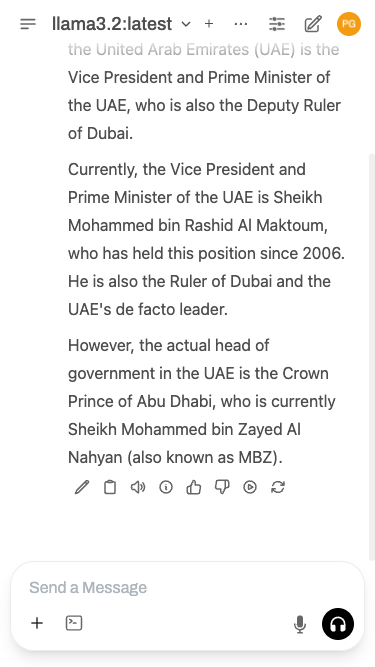 llama3.2:latest
PG
the United Arab Emirates (UAE) is the
Vice President and Prime Minister of
the UAE, who is also the Deputy Ruler
of Dubai.
Currently, the Vice President and
Prime Minister of the UAE is Sheikh
Mohammed bin Rashid Al Maktoum,
who has held this position since 2006.
He is also the Ruler of Dubai and the
UAE's de facto leader.
However, the actual head of
government in the UAE is the Crown
Prince of Abu Dhabi, who is currently
Sheikh Mohammed bin Zayed Al
Nahyan (also known as MBZ).
Send a Message